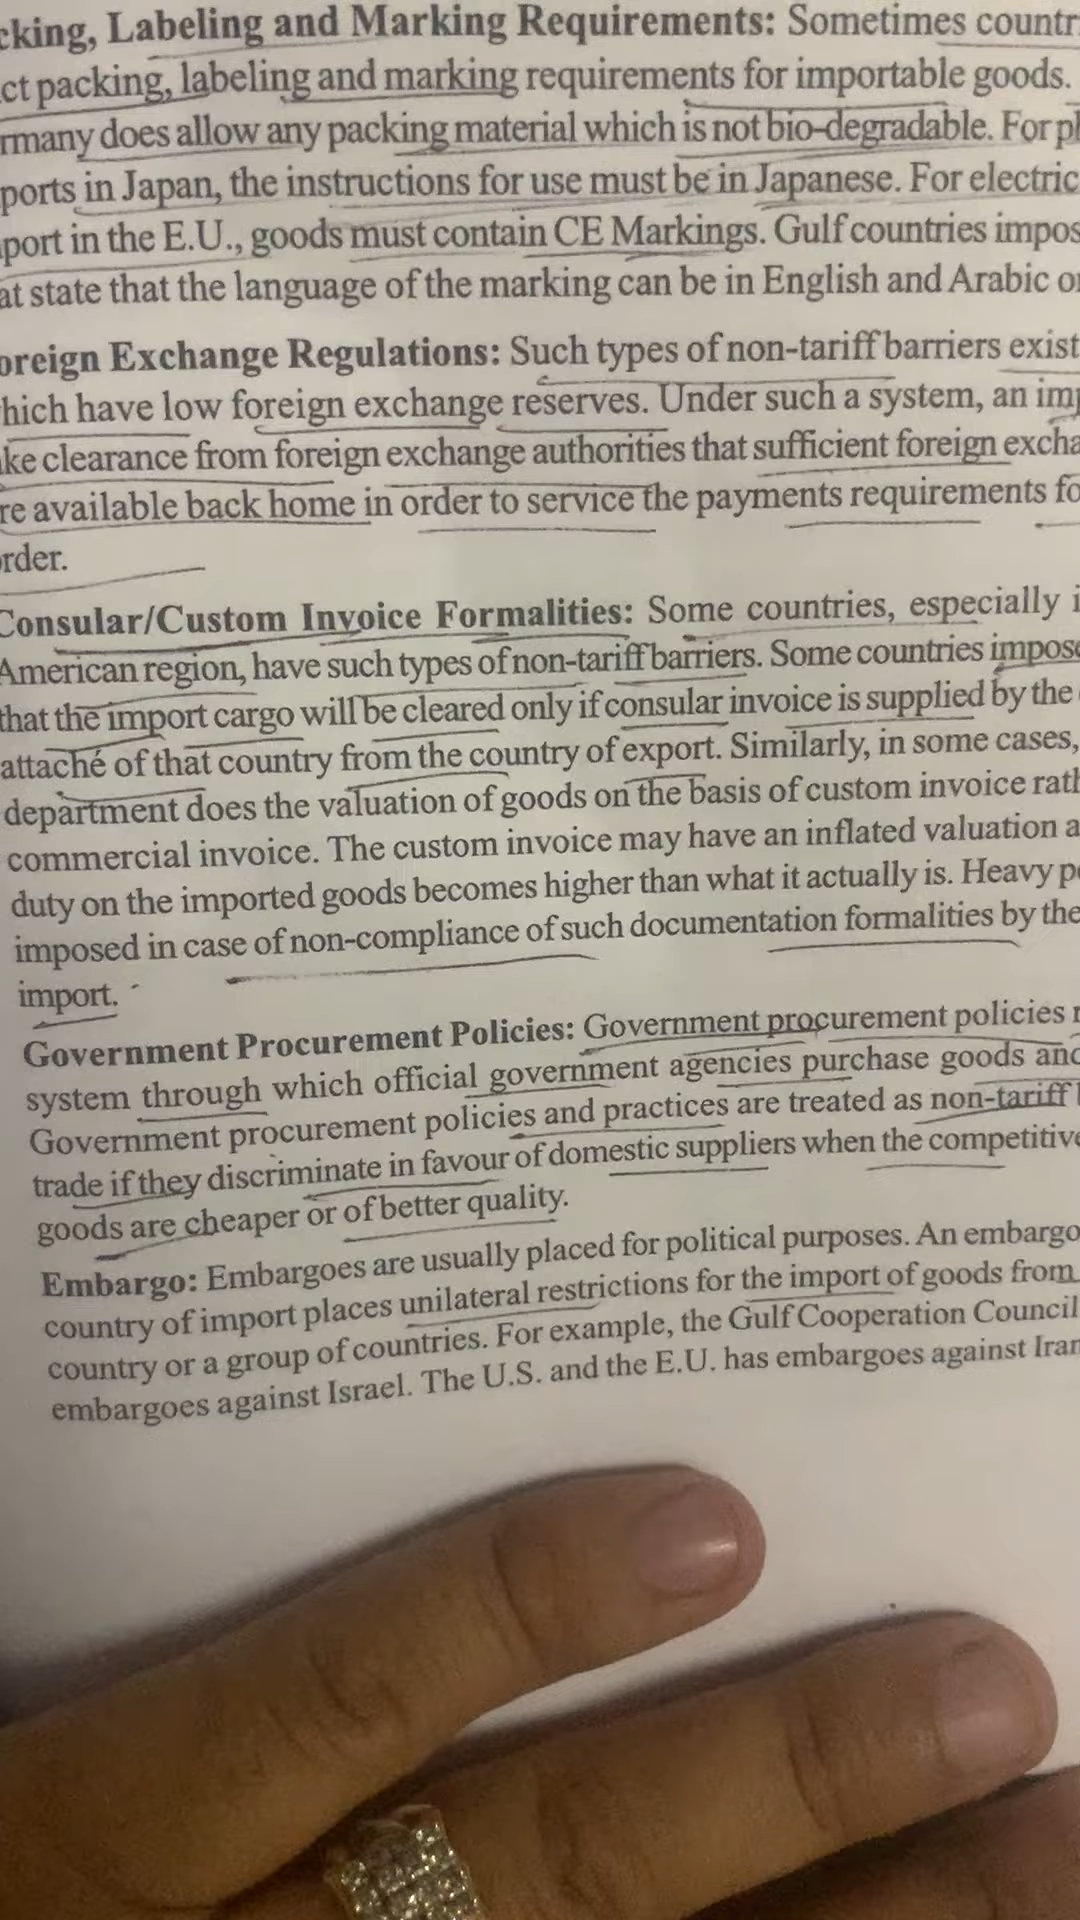 cking, Labeling and Marking Requirements: Sometimes countr
ct packing, labeling and marking requirements for importable goods.
rmany does allow any packing material which is not bio-degradable. For pl
ports in Japan, the instructions for use must be in Japanese. For electric
port in the E.U., goods must contain CE Markings. Gulf countries impos
at state that the language of the marking can be in English and Arabic or
oreign Exchange Regulations: Such types of non-tariff barriers exist
hich have low foreign exchange reserves. Under such a system, an imp
ke clearance from foreign exchange authorities that sufficient foreign excha
re available back home in order to service the payments requirements fo
order.
Consular/Custom Invoice Formalities: Some countries, especially i
American region, have such types of non-tariff barriers. Some countries impose
that the import cargo will be cleared only if consular invoice is supplied by the
attaché of that country from the country of export. Similarly, in some cases,
department does the valuation of goods on the basis of custom invoice rath
commercial invoice. The custom invoice may have an inflated valuation a
duty on the imported goods becomes higher than what it actually is. Heavy pe
imposed in case of non-compliance of such documentation formalities by the
import.
Government Procurement Policies: Government procurement policies r
system through which official government agencies purchase goods and
Government procurement policies and practices are treated as non-tariff
trade if they discriminate in favour of domestic suppliers when the competitive
goods are cheaper or of better quality.
Embargo: Embargoes are usually placed for political purposes. An embargo
country of import places unilateral restrictions for the import of goods from
country or a group of countries. For example, the Gulf Cooperation Council
embargoes against Israel. The U.S. and the E.U. has embargoes against Iran